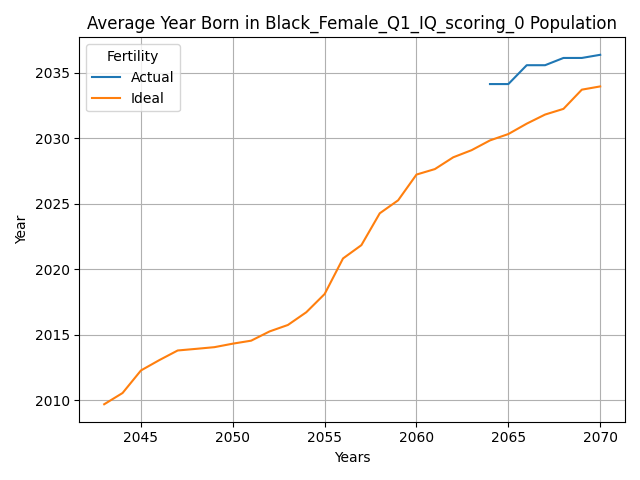 Average Year Born in Black_Female_Q1_IQ_scoring_0 Population
Fertility
Actual
Ideal
2035
2030
2025
2020
2015
2010
Year
2045 2050 2055 2060 2065 2070
Years